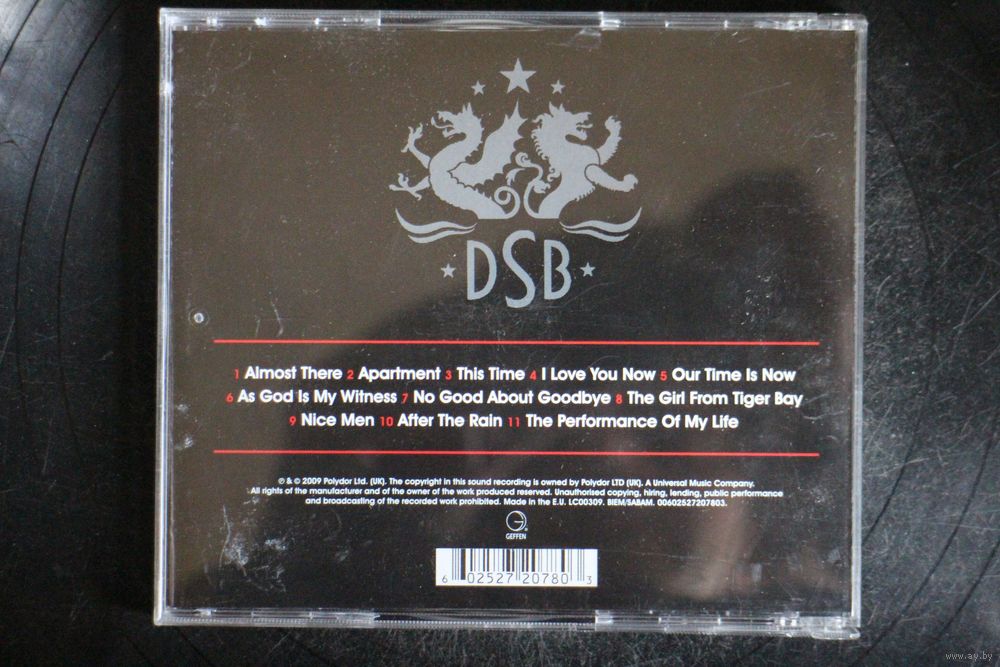 DSB
1 Almost There 2 Apartment 3 This Time 4 I Love You Now 5 Our Time Is Now
6 As God Is My Witness 7 No Good About Goodbye 8 The Girl From Tiger Bay
9 Nice Men 10 After The Rain 11 The Performance Of My Life
℗ & © 2009 Polydor Ltd. (UK). The copyright in this sound recording is owned by Polydor LTD (UK). A Universal Music Company.
All rights of the manufacturer and of the owner of the work produced reserved. Unauthorised copying, hiring, lending, public performance
and broadcasting of the recorded work prohibited. Made in the E.U. LC00309. BIEM/SABAM. 00602527207803.
G
GEFFEN
6 02527 20780 3
www.ay.by